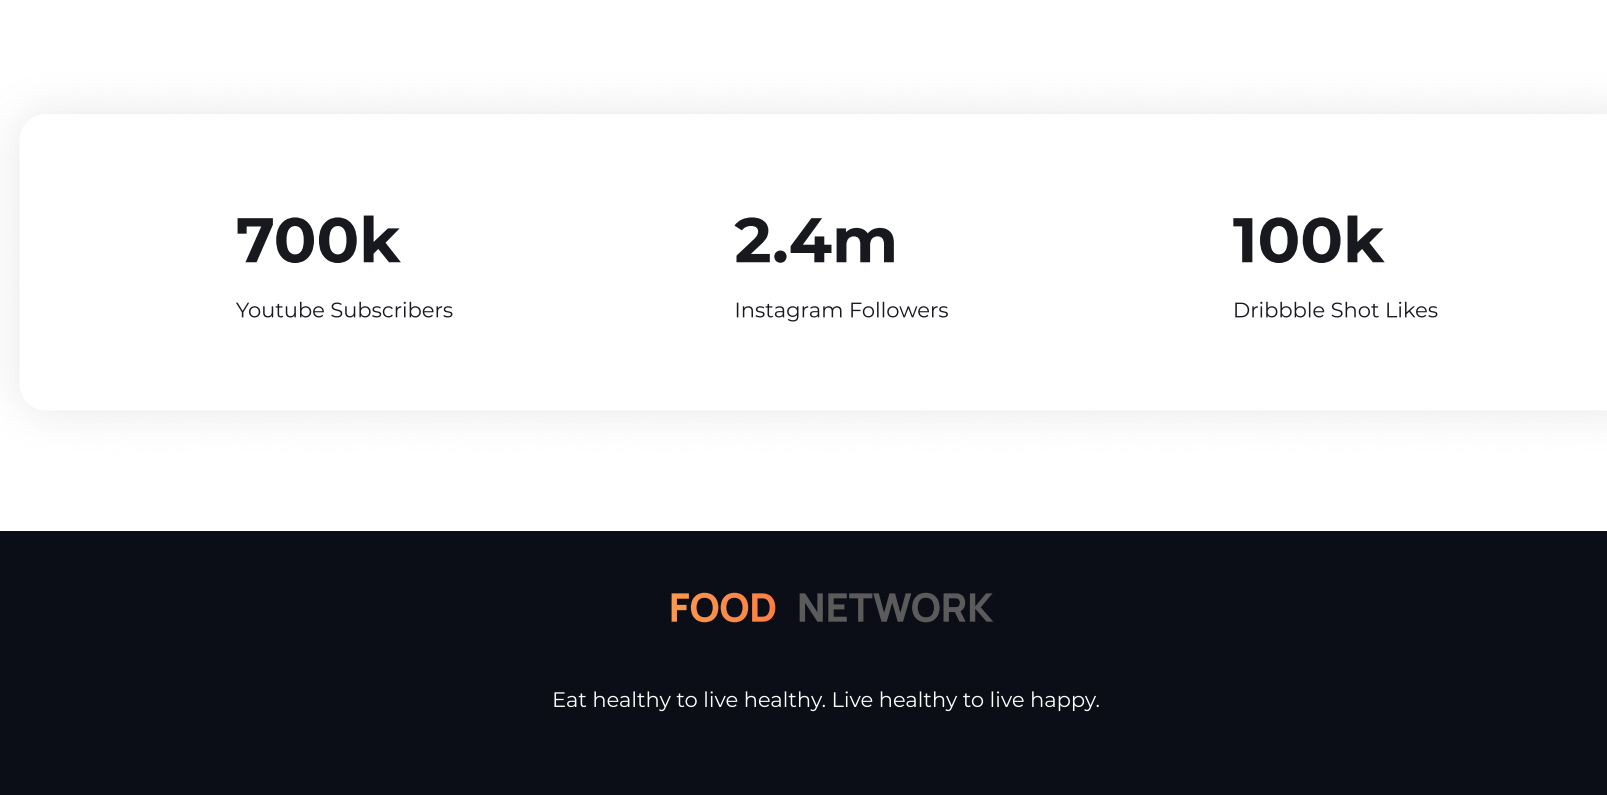 700k
2.4m
100k
Youtube Subscribers
Instagram Followers
Dribbble Shot Likes
FOOD NETWORK
Eat healthy to live healthy. Live healthy to live happy.